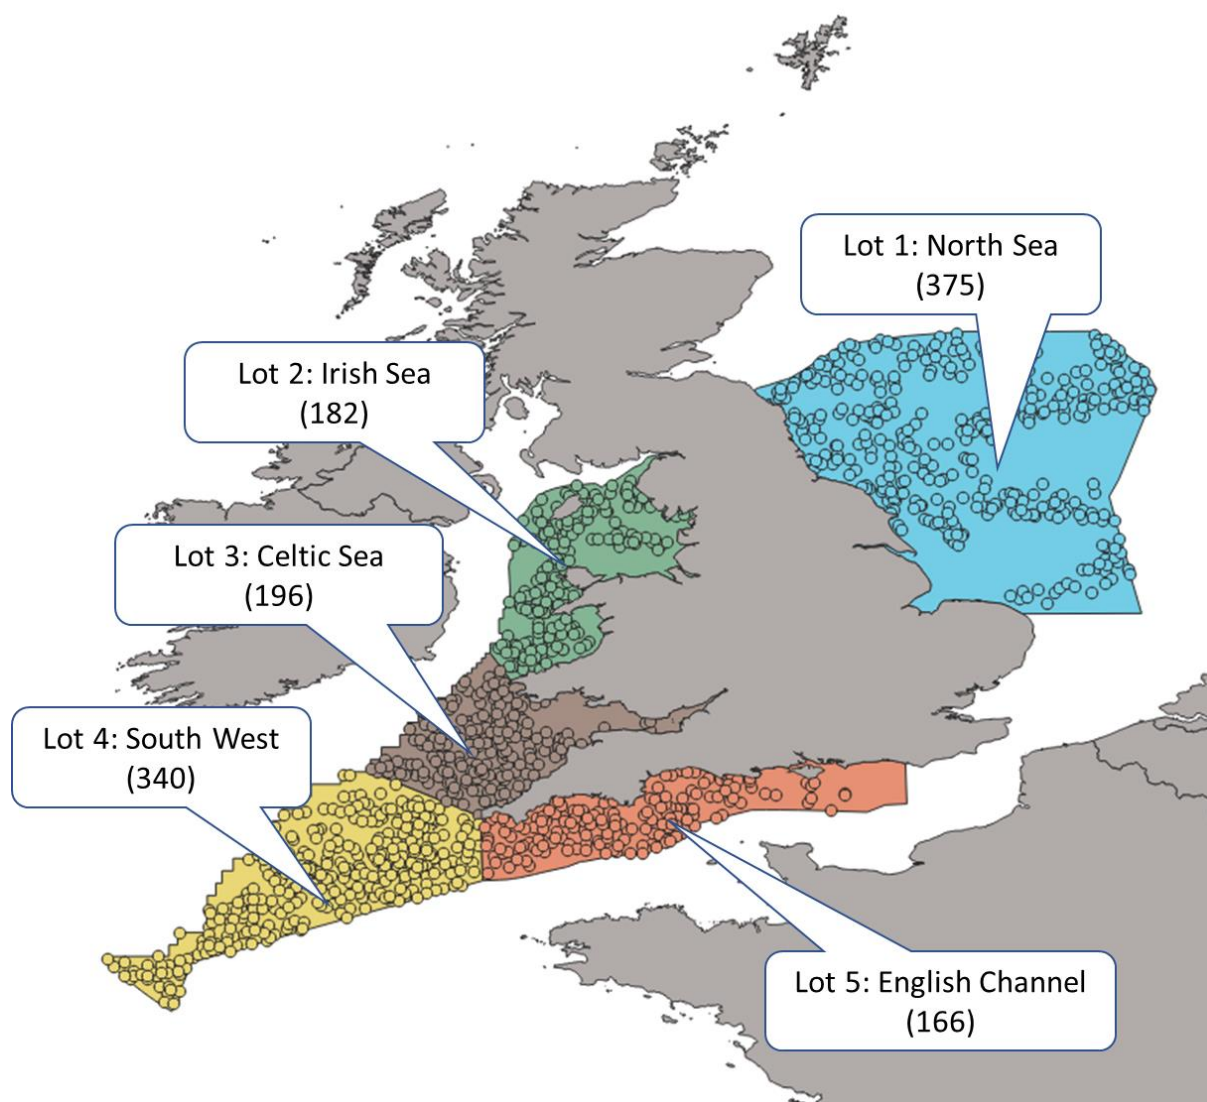 Lot 1: North Sea
(375)
Lot 2: Irish Sea
(182)
Lot 3: Celtic Sea
(196)
Lot 4: South West
(340)
Lot 5: English Channel
(166)